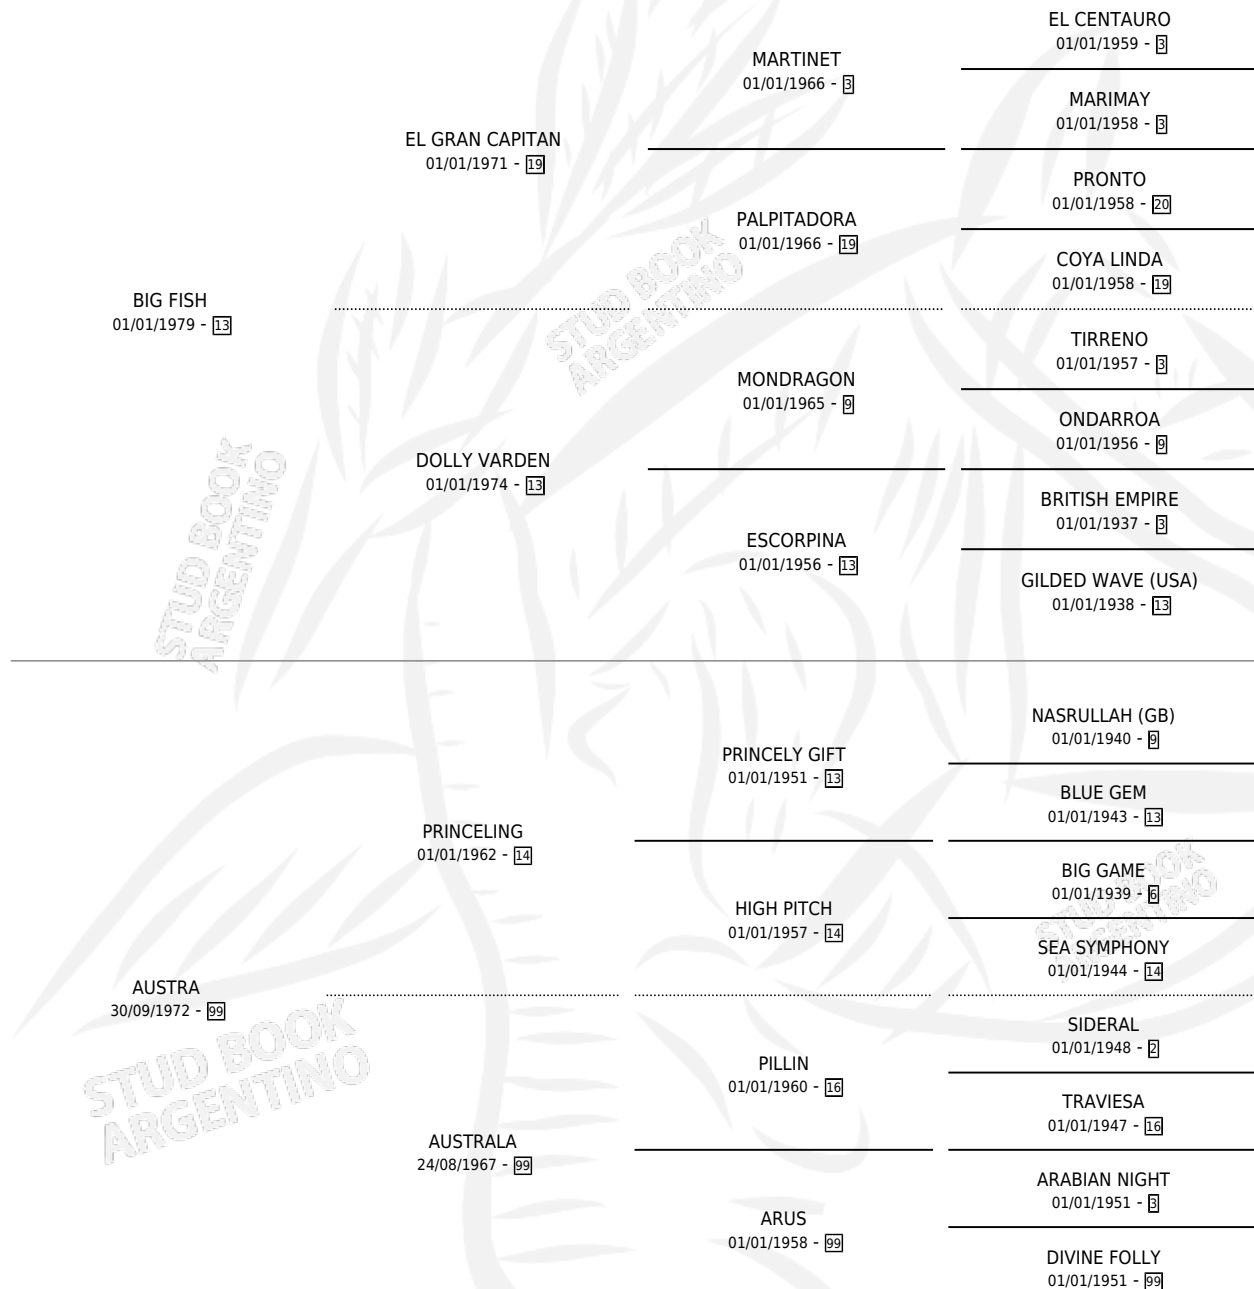 EL CENTAURO
01/01/1959 - 3
MARTINET
01/01/1966 - 3
MARIMAY
01/01/1958 - 3
EL GRAN CAPITAN
01/01/1971 - 19
PRONTO
01/01/1958 - 20
PALPITADORA
01/01/1966 - 19
COYA LINDA
01/01/1958 - 19
BIG FISH
01/01/1979 - 13
TIRRENO
01/01/1957 - 3
MONDRAGON
01/01/1965 - 9
ONDARROA
01/01/1956 - 9
DOLLY VARDEN
01/01/1974 - 13
BRITISH EMPIRE
01/01/1937 - 3
ESCORPINA
01/01/1956 - 13
GILDED WAVE (USA)
01/01/1938 - 13
NASRULLAH (GB)
01/01/1940 - 9
PRINCELY GIFT
01/01/1951 - 13
BLUE GEM
01/01/1943 - 13
PRINCELING
01/01/1962 - 14
BIG GAME
01/01/1939 - 6
HIGH PITCH
01/01/1957 - 14
SEA SYMPHONY
01/01/1944 - 14
AUSTRA
30/09/1972 - 99
SIDERAL
01/01/1948 - 2
PILLIN
01/01/1960 - 16
TRAVIESA
01/01/1947 - 16
AUSTRALA
24/08/1967 - 99
ARABIAN NIGHT
01/01/1951 - 3
ARUS
01/01/1958 - 99
DIVINE FOLLY
01/01/1951 - 99
STUD BOOK
ARGENTINO
STUD BOOK
ARGENTINO
STUD BOOK
ARGENTINO
STUD BOOK
ARGENTINO